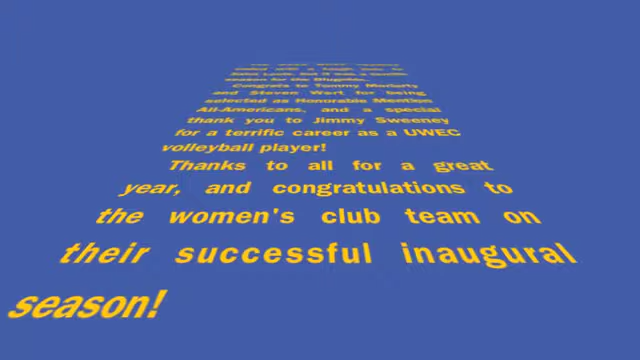 season for the Blugolds.
Congrats to Tommy Moriarty
and Steven Wert for being
selected as Honorable Mention
All-Americans, and a special
thank you to Jimmy Sweeney
for a terrific career as a UWEC
volleyball player!
Thanks to all for a great
year, and congratulations to
the women's club team on
their successful inaugural
season!